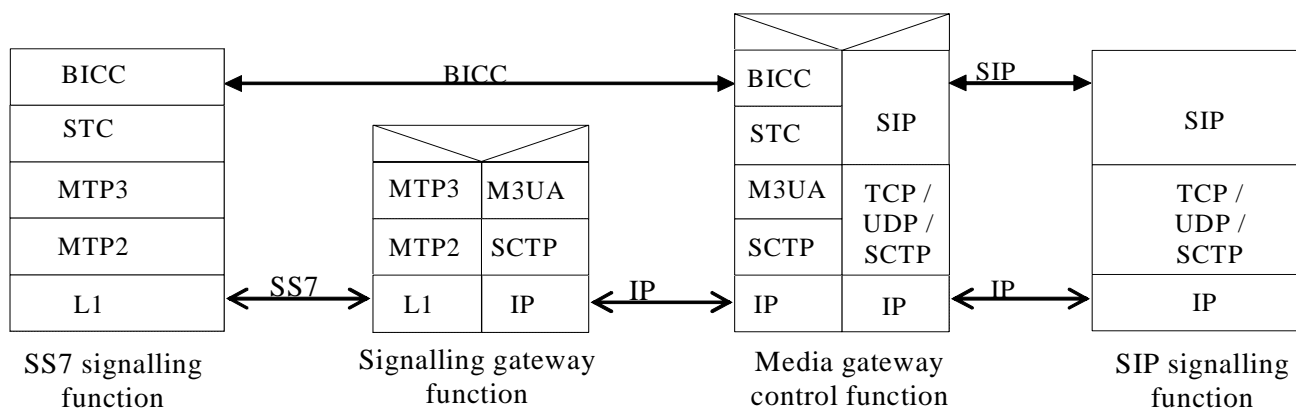 BICC
STC
MTP3
MTP2
L1
SS7 signalling
function
BICC
SS7
MTP3 M3UA
MTP2 SCTP
L1 IP
Signalling gateway
function
IP
BICC
STC
M3UA
SCTP
IP
SIP
TCP /
UDP /
SCTP
IP
Media gateway
control function
SIP
IP
SIP
TCP /
UDP /
SCTP
IP
SIP signalling
function